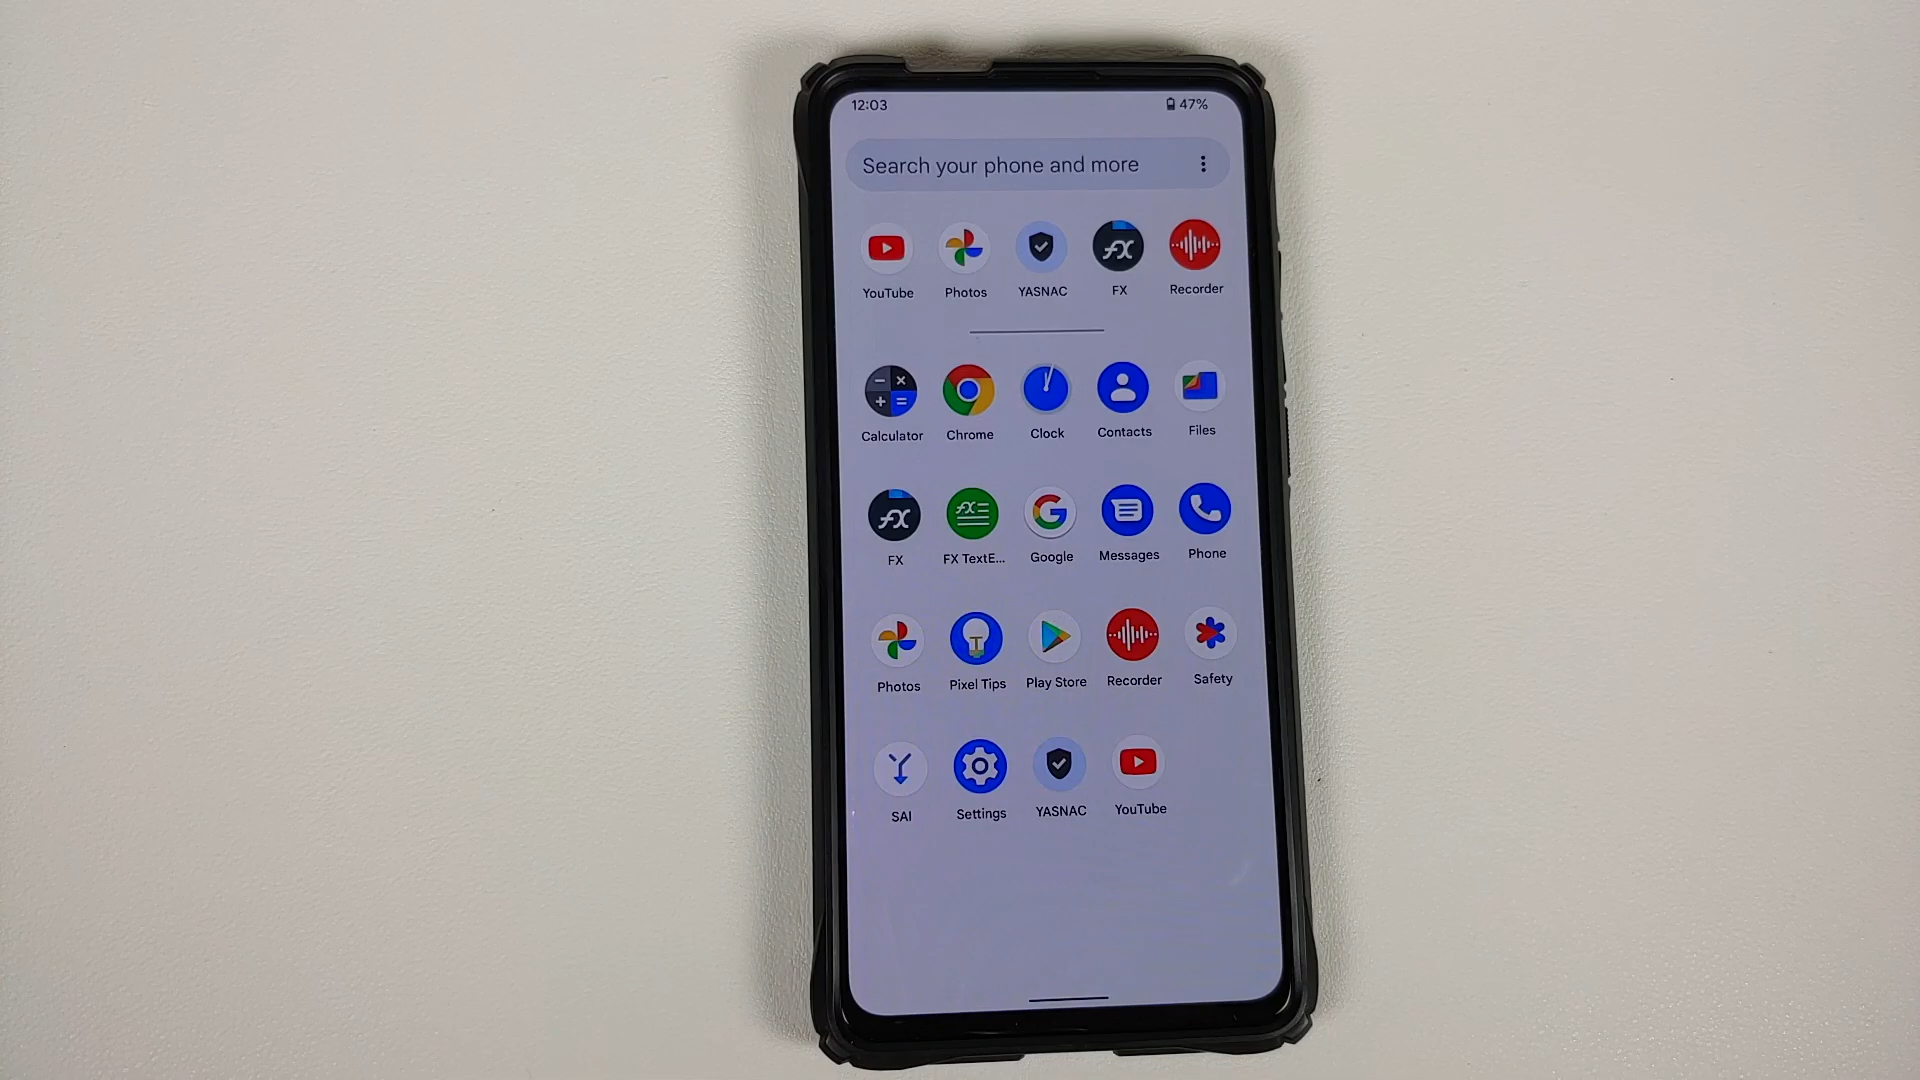 12:03 47%
Search your phone and more
YouTube Photos YASNAC FX Recorder
Calculator Chrome Clock Contacts Files
FX FX TextE... Google Messages Phone
Photos Pixel Tips Play Store Recorder Safety
SAI Settings YASNAC YouTube